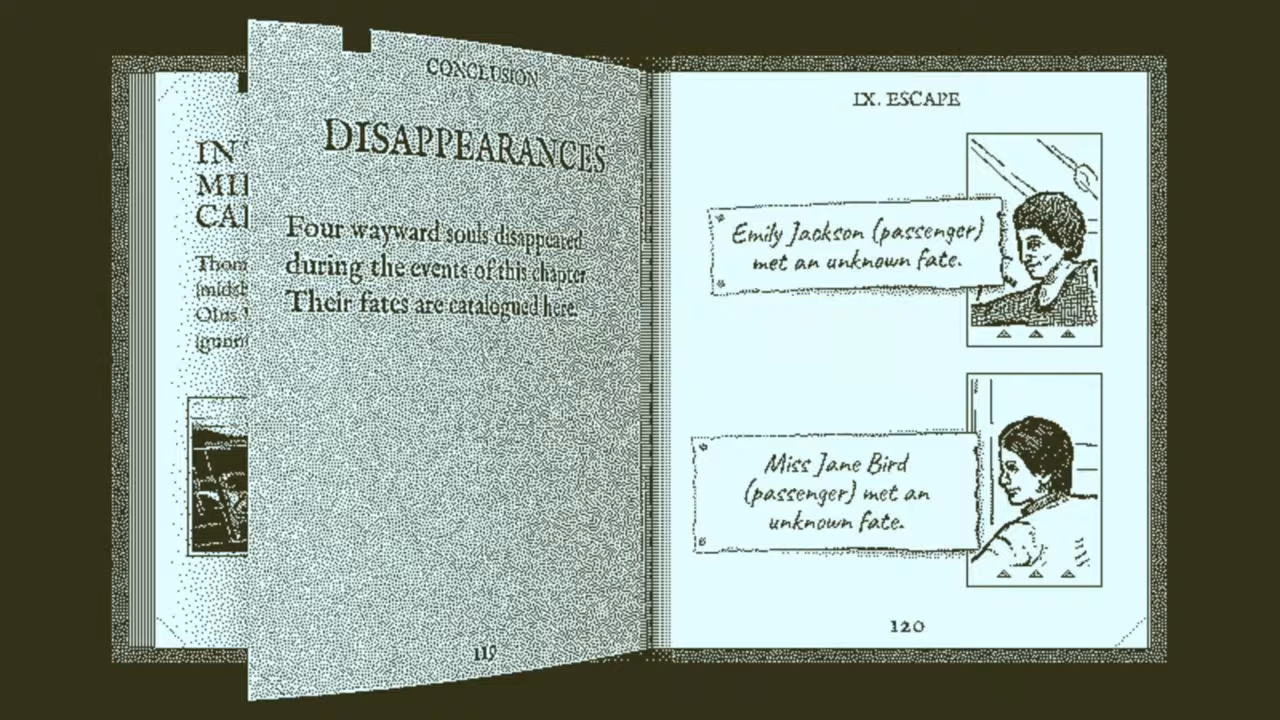 IN
CONCLUSION
DISAPPEARANCES
Four wayward souls disappeared
during the events of this chapter
Their fates are catalogued here.
119
IX. ESCAPE
Emily Jackson (passenger)
met an unknown fate.
Miss Jane Bird
(passenger) met an
unknown fate.
120